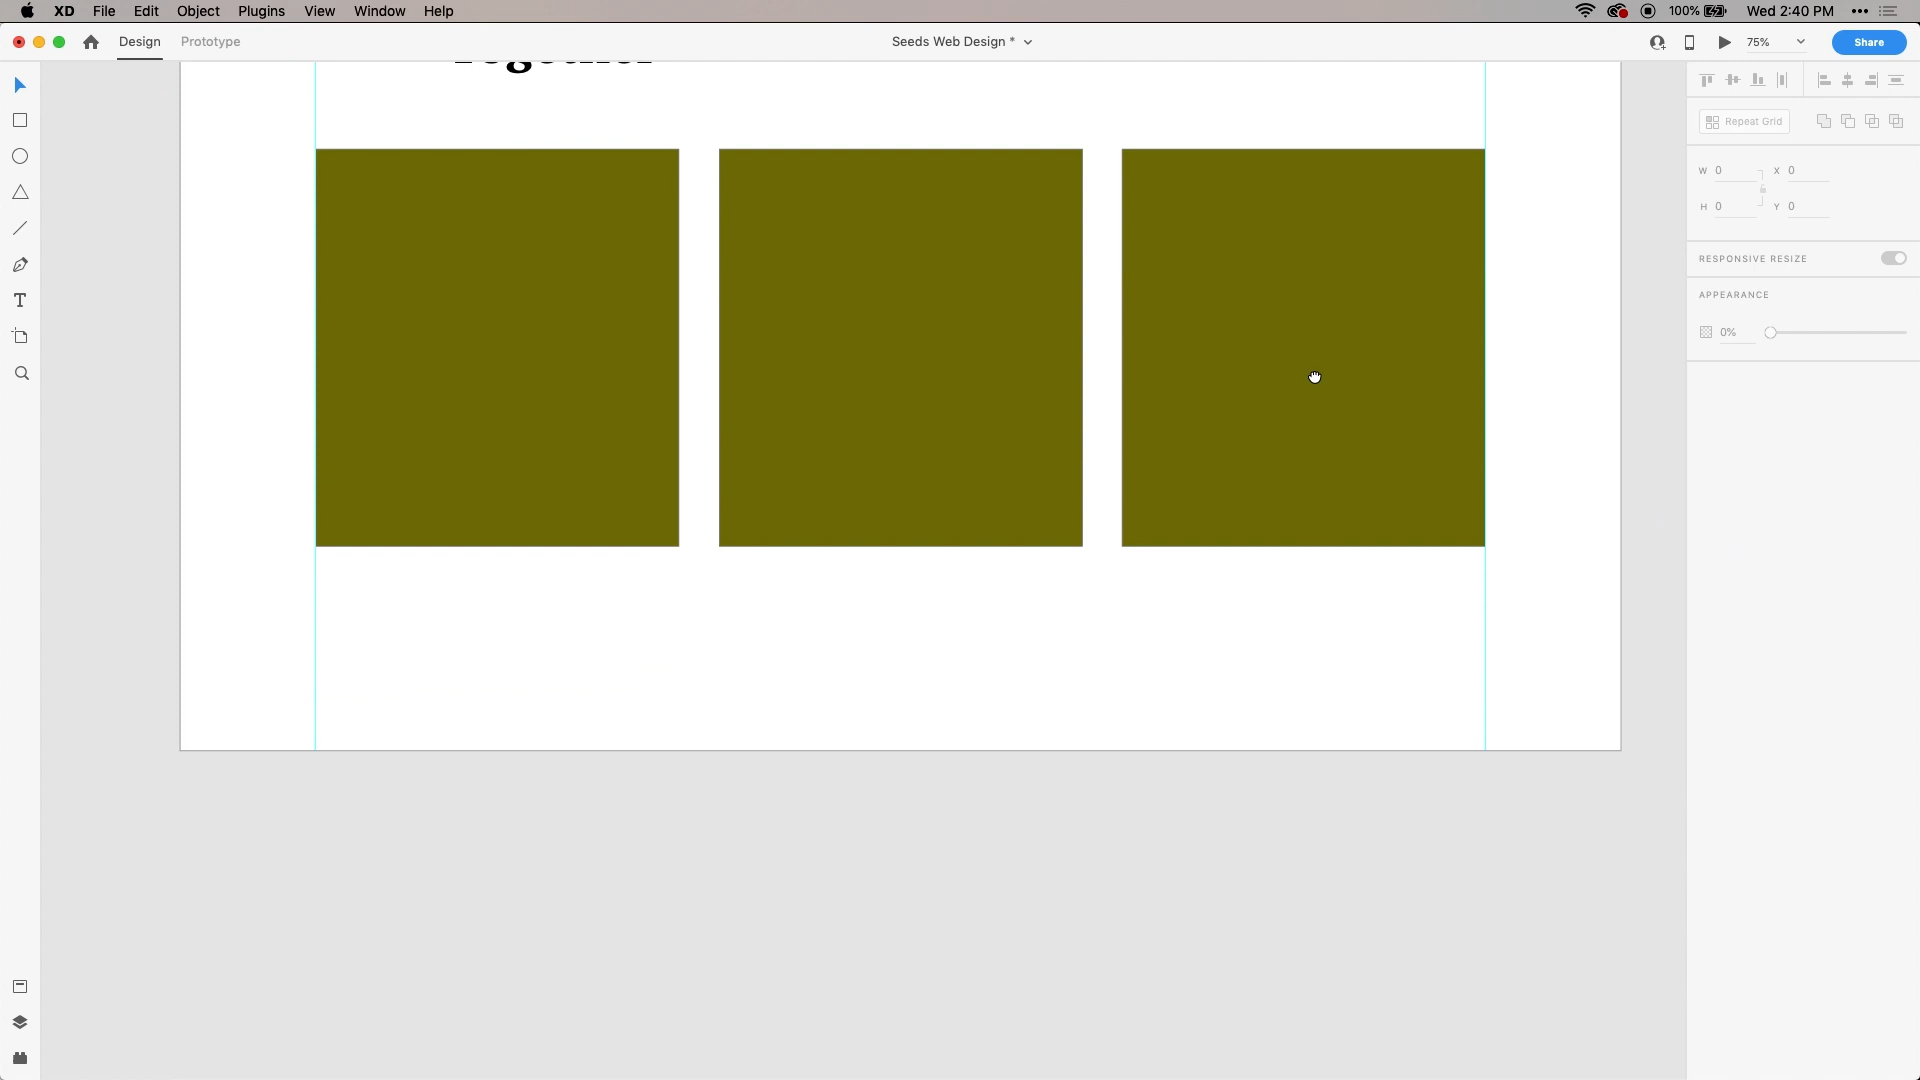 XD File Edit Object Plugins View Window Help 100% Wed 2:40 PM
Design Prototype Seeds Web Design * 75% Share
Together
Repeat Grid
W 0 X 0
H 0 Y 0
RESPONSIVE RESIZE
APPEARANCE
0%